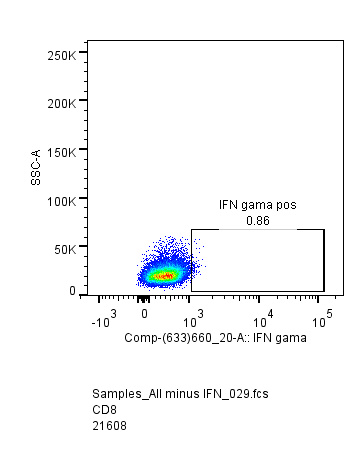 250K
200K
150K
100K
50K
0
SSC-A
IFN gama pos
0.86
-10^3 0 10^3 10^4 10^5
Comp-(633)660_20-A:: IFN gama
Samples_All minus IFN_029.fcs
CD8
21608